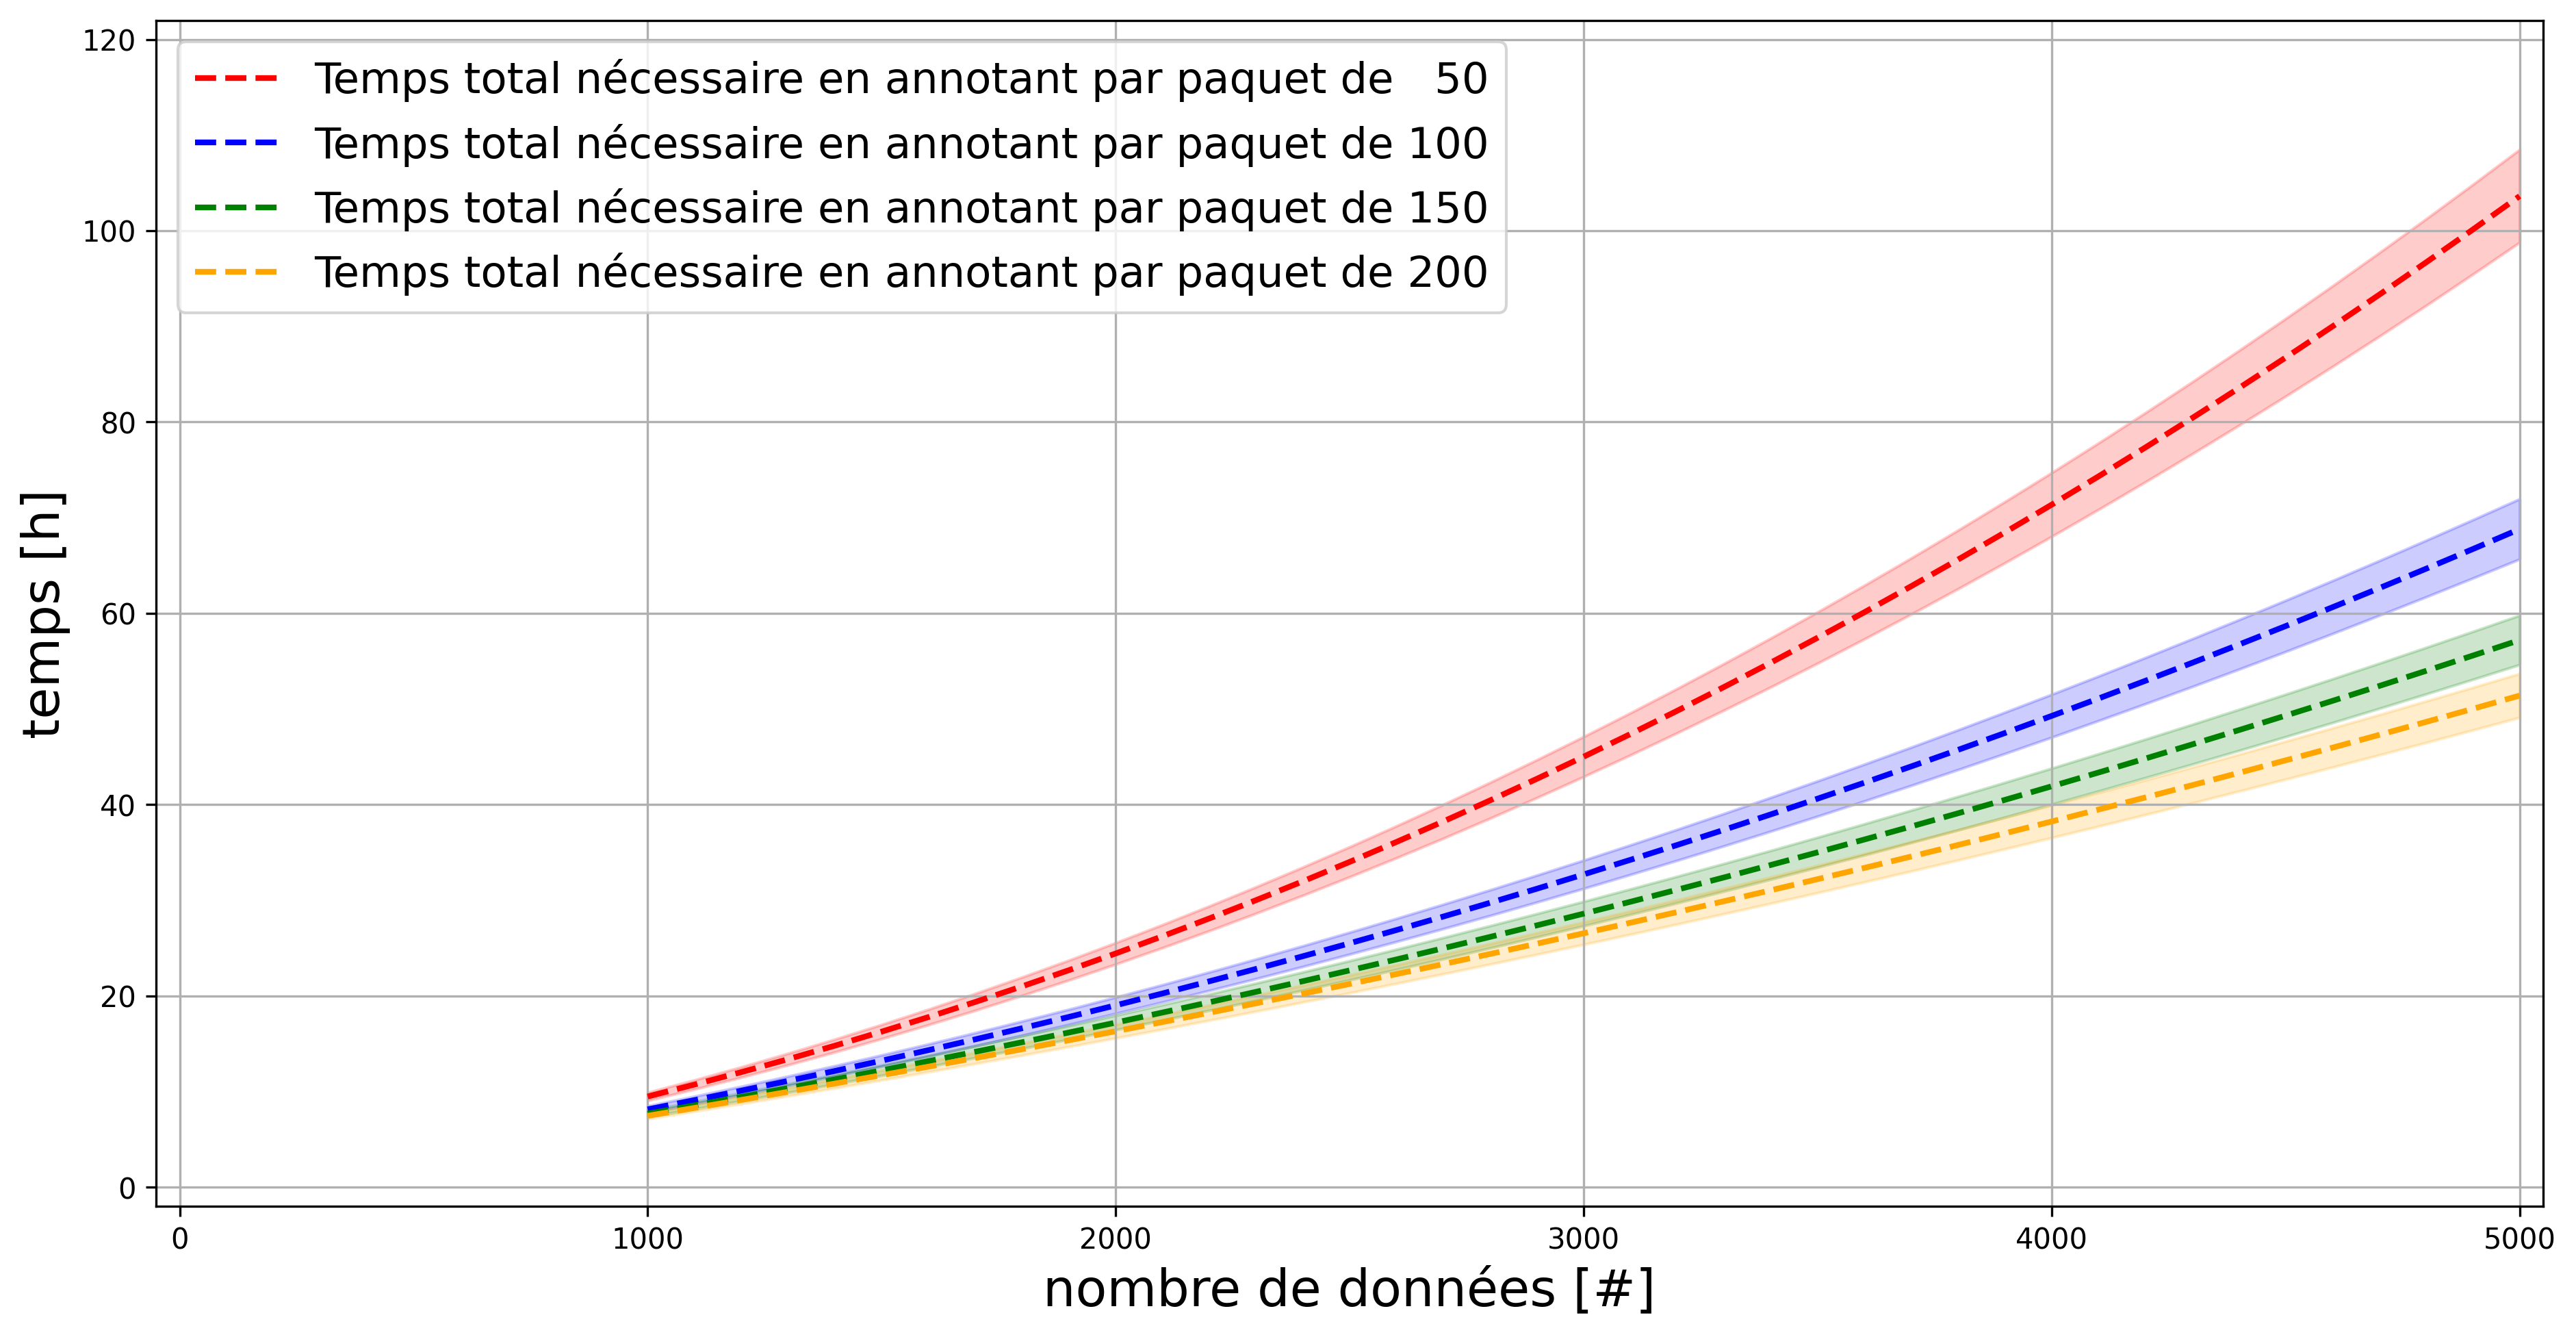 120
100
80
60
40
20
0
temps [h]
Temps total nécessaire en annotant par paquet de 50
Temps total nécessaire en annotant par paquet de 100
Temps total nécessaire en annotant par paquet de 150
Temps total nécessaire en annotant par paquet de 200
0 1000 2000 3000 4000 5000
nombre de données [#]